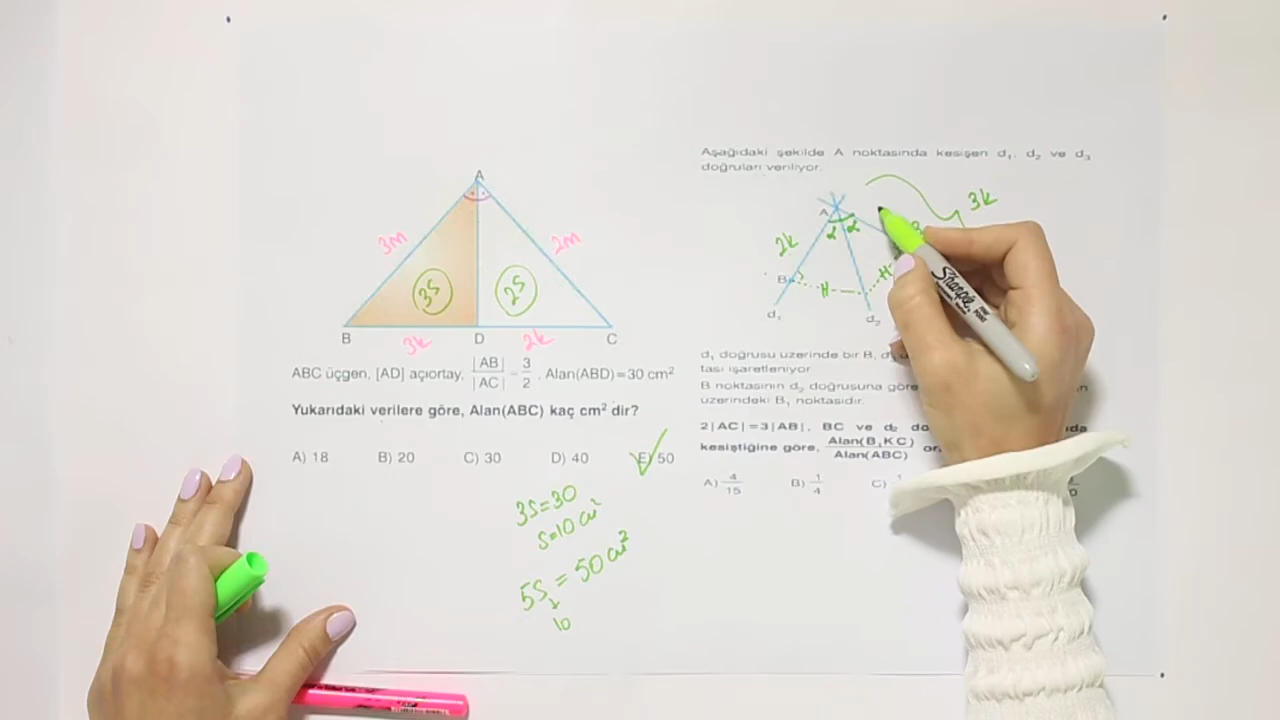 A
3m
2m
3S
2S
B
D
C
3k
2k
ABC üçgen, [AD] açıortay, |AB| / |AC| = 3 / 2 , Alan(ABD)=30 cm²
Yukarıdaki verilere göre, Alan(ABC) kaç cm² dir?
A) 18 B) 20 C) 30 D) 40 E) 50
3S=30
S=10 cm²
5S = 50 cm²
10
Aşağıdaki şekilde A noktasında kesişen d₁, d₂ ve d₃
doğruları veriliyor.
3k
A
α α
2k
B
H
H
d₁
d₂
Sharpie
d₁ doğrusu üzerinde bir B, d₃
tası işaretleniyor
B noktasının d₂ doğrusuna göre
üzerindeki B₁ noktasıdır.
2|AC|=3|AB|, BC ve d₂
kesiştiğine göre, Alan(B₁KC) / Alan(ABC)
A) 4/15 B) 1/4 C)